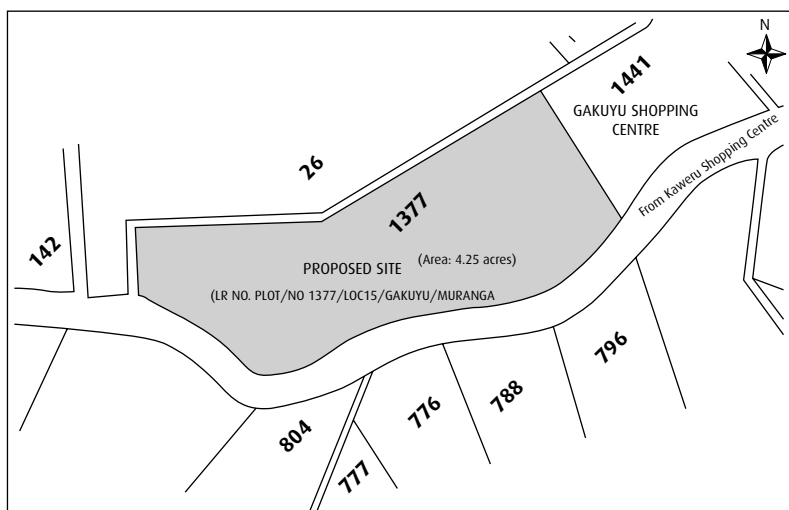 N
1441
GAKUYU SHOPPING
CENTRE
From Kaweru Shopping Centre
26
1377
142
PROPOSED SITE
(Area: 4.25 acres)
(LR NO. PLOT/NO 1377/LOC15/GAKUYU/MURANGA
796
788
776
804
777